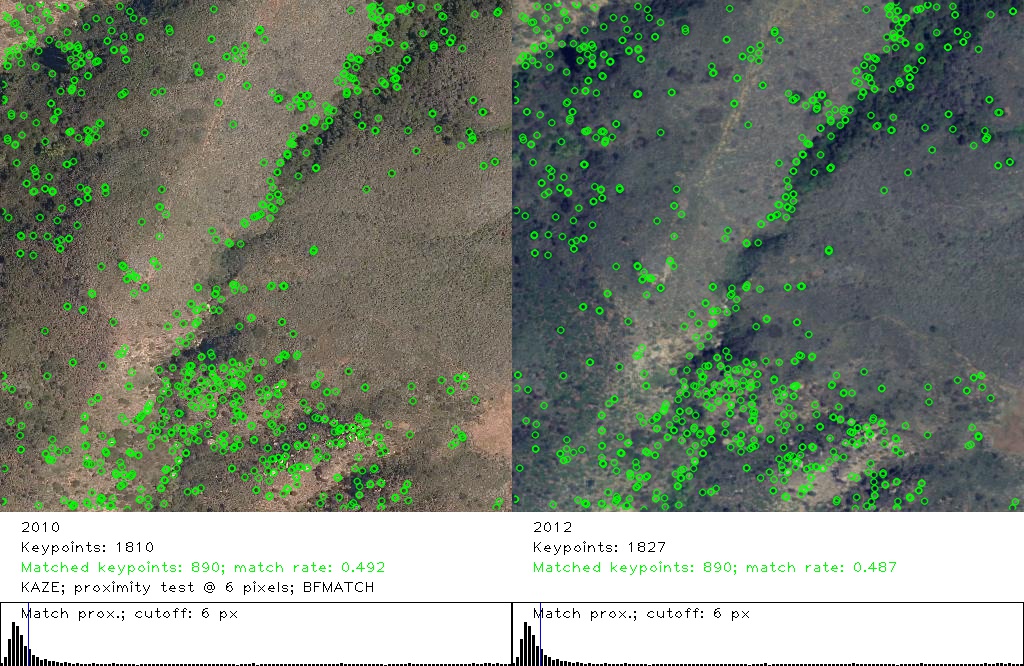 2010
Keypoints: 1810
Matched keypoints: 890; match rate: 0.492
KAZE; proximity test @ 6 pixels; BFMATCH
Match prox.; cutoff: 6 px
2012
Keypoints: 1827
Matched keypoints: 890; match rate: 0.487
Match prox.; cutoff: 6 px